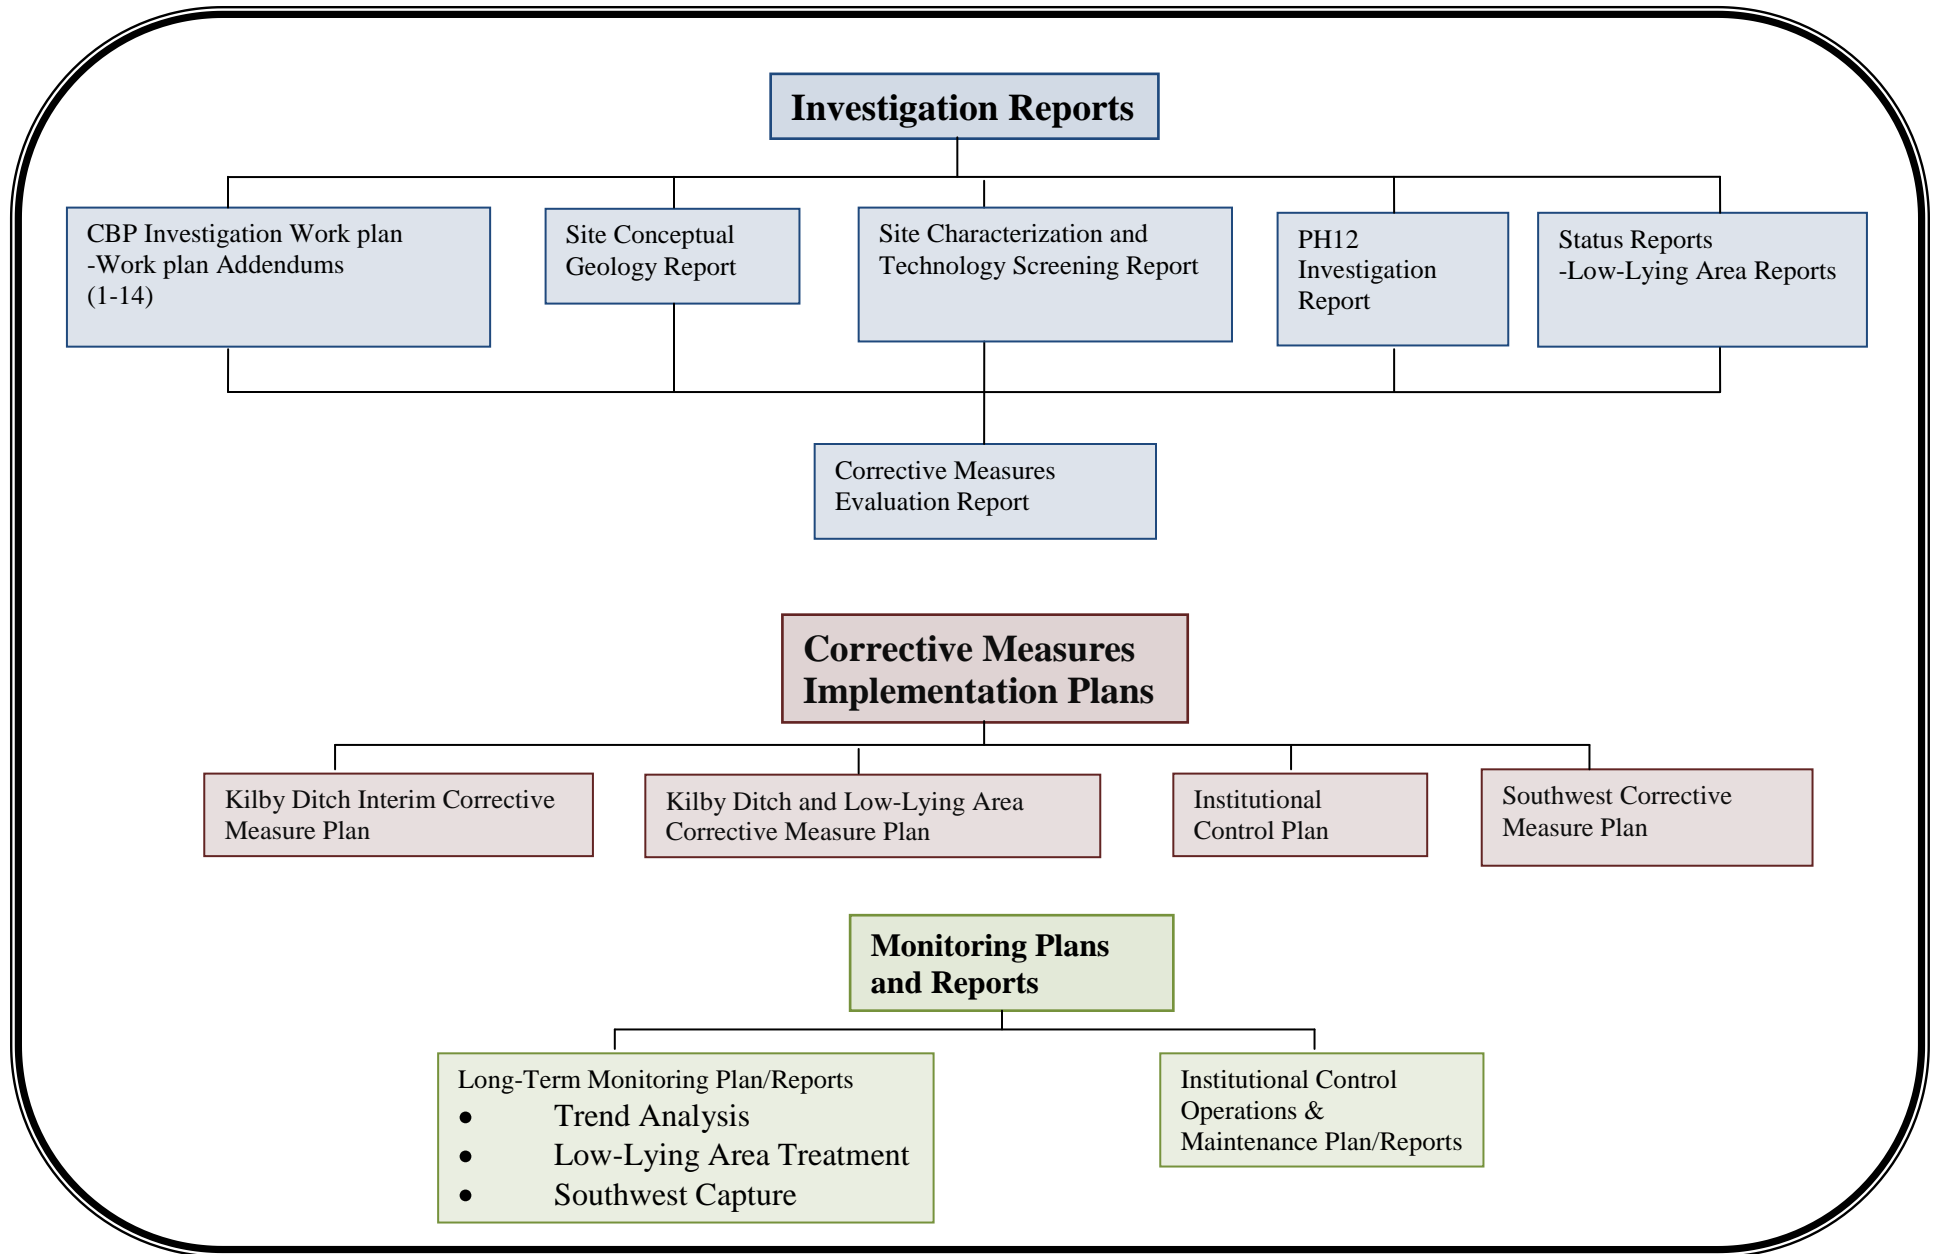 Investigation Reports
CBP Investigation Work plan
-Work plan Addendums
(1-14)
Site Conceptual
Geology Report
Site Characterization and
Technology Screening Report
PH12
Investigation
Report
Status Reports
-Low-Lying Area Reports
Corrective Measures
Evaluation Report
Corrective Measures
Implementation Plans
Kilby Ditch Interim Corrective
Measure Plan
Kilby Ditch and Low-Lying Area
Corrective Measure Plan
Institutional
Control Plan
Southwest Corrective
Measure Plan
Monitoring Plans
and Reports
Long-Term Monitoring Plan/Reports
• Trend Analysis
• Low-Lying Area Treatment
• Southwest Capture
Institutional Control
Operations &
Maintenance Plan/Reports